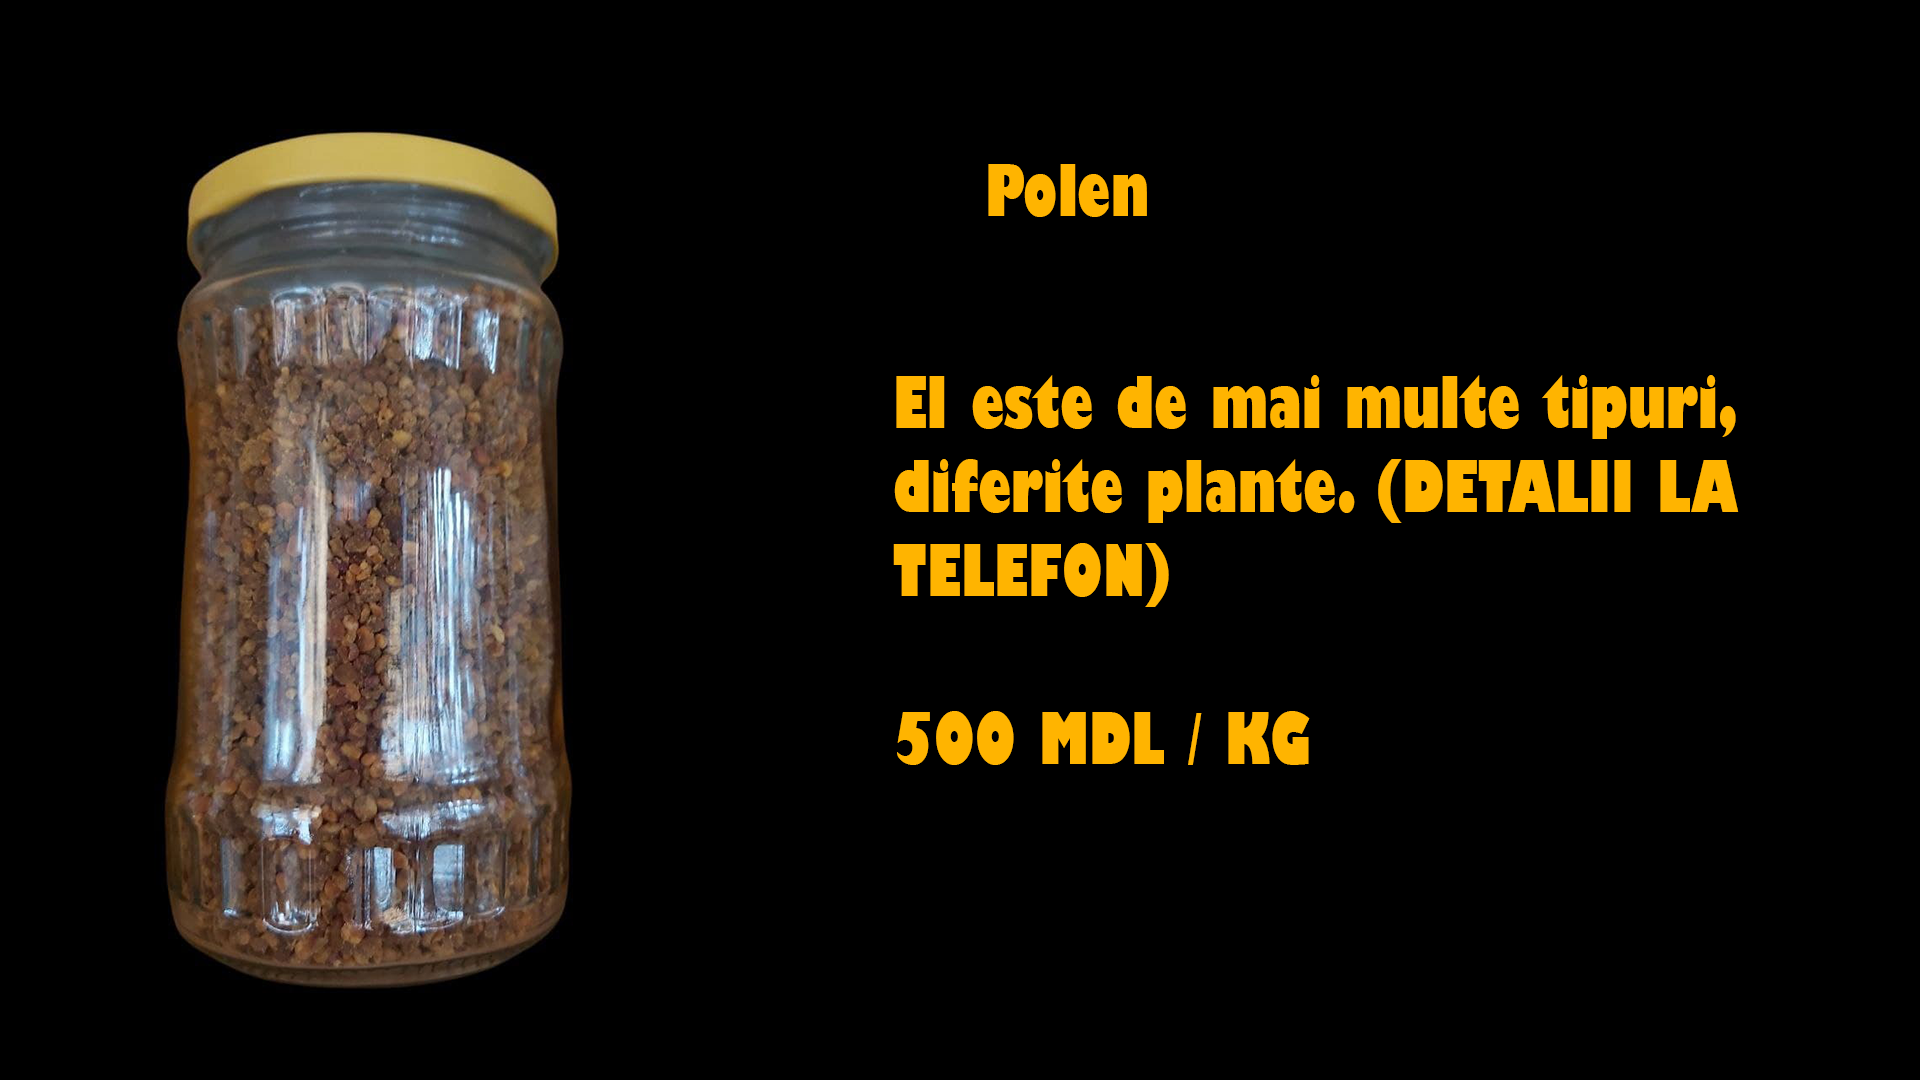 Polen
El este de mai multe tipuri,
diferite plante. (DETALII LA
TELEFON)
500 MDL / KG